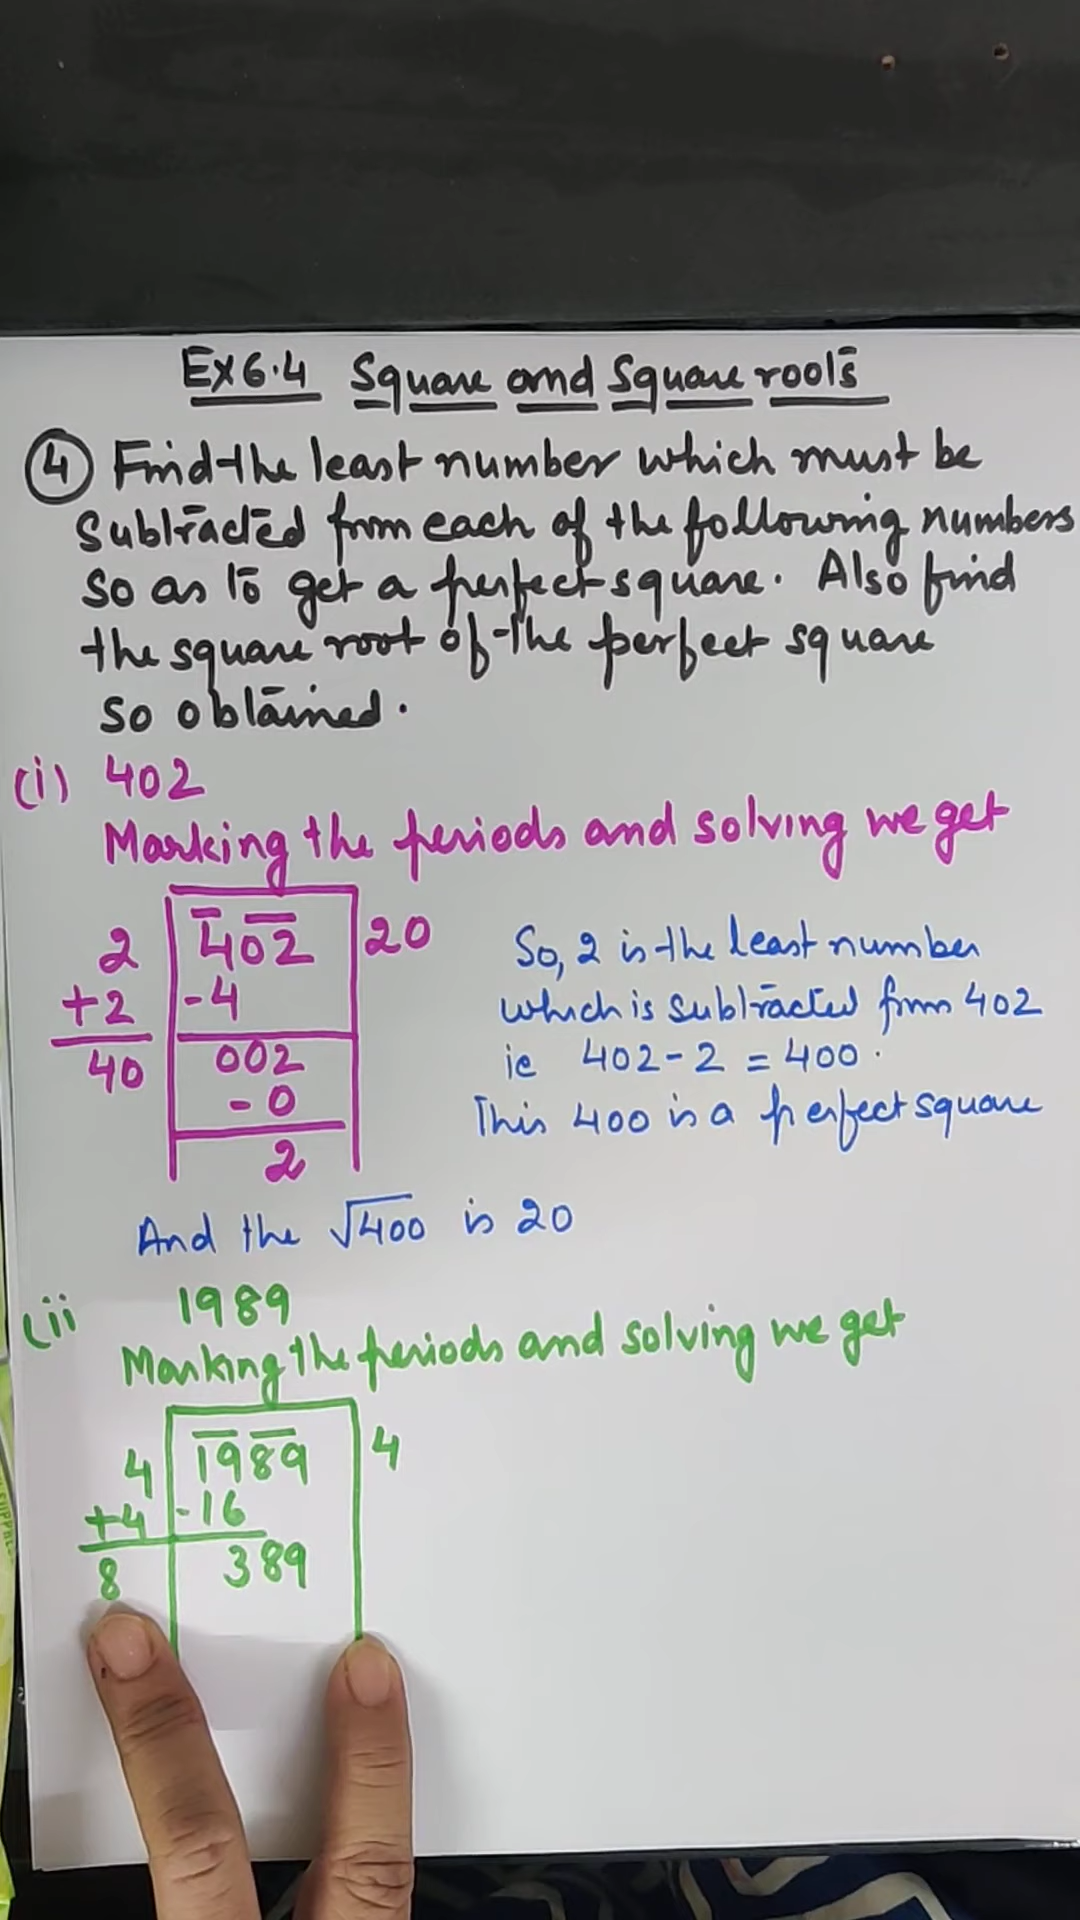 Ex 6.4 Square and Square roots
4 Find the least number which must be
Subtracted from each of the following numbers
so as to get a perfect square. Also find
the square root of the perfect square
so obtained.
(i) 402
Marking the periods and solving we get
2 402 20
+2 -4
40 002
-0
2
So, 2 is the least number
which is subtracted from 402
ie 402-2 = 400.
This 400 is a perfect square
And the √400 is 20
(ii 1989
Marking the periods and solving we get
4 1989 4
+4 -16
8 389